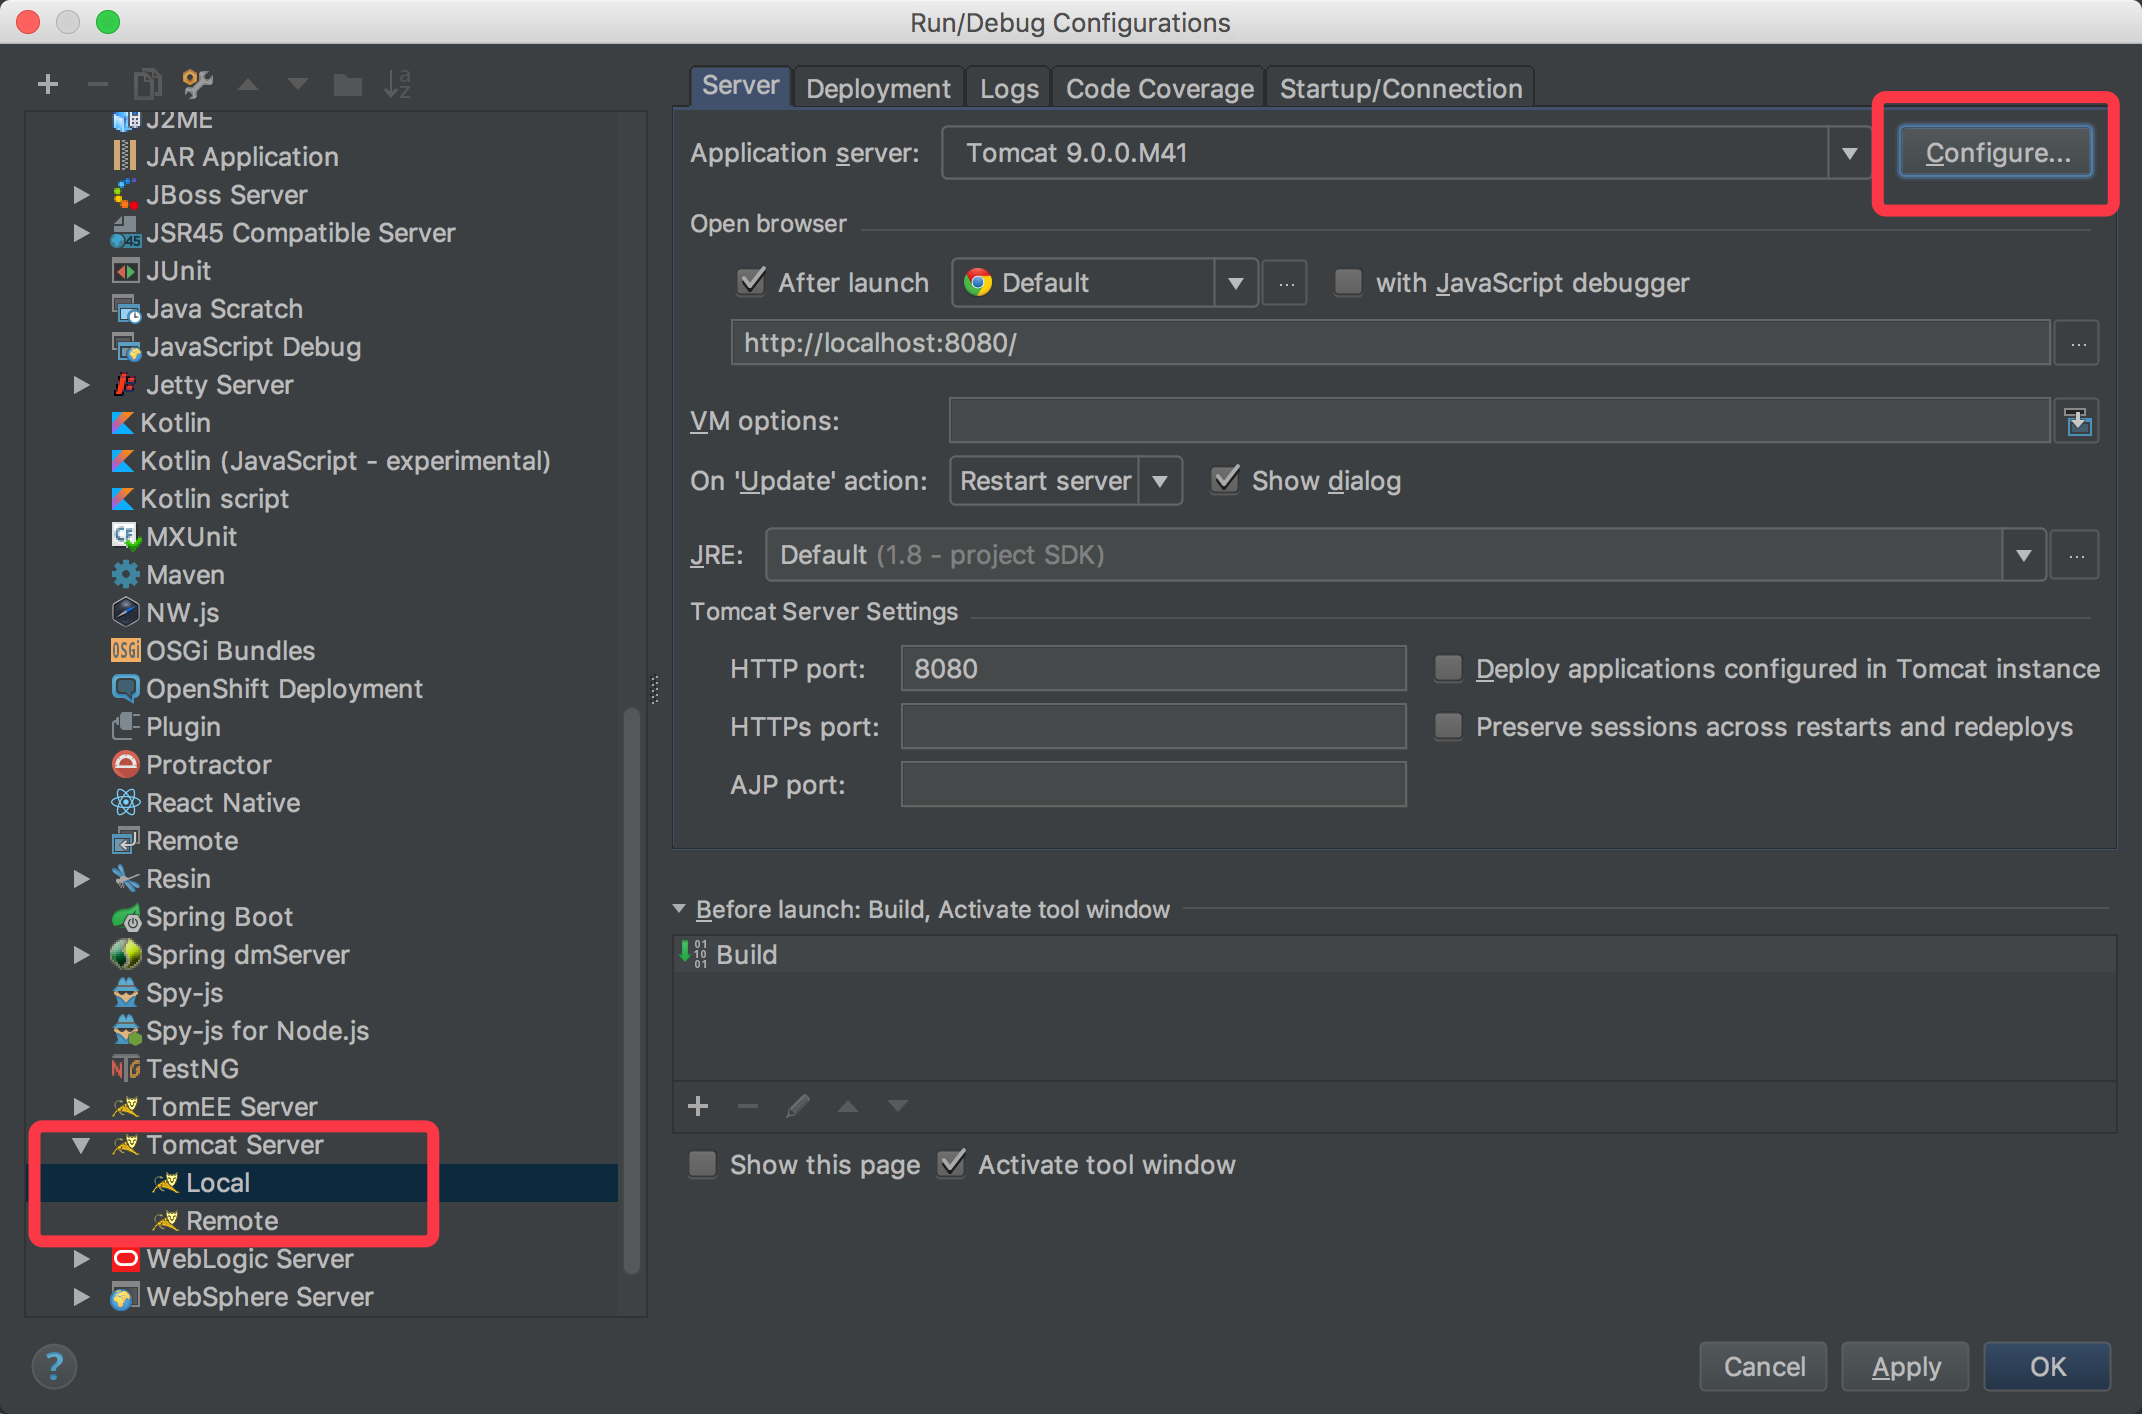 Run/Debug Configurations
J2ME
JAR Application
JBoss Server
JSR45 Compatible Server
JUnit
Java Scratch
JavaScript Debug
Jetty Server
Kotlin
Kotlin (JavaScript - experimental)
Kotlin script
MXUnit
Maven
NW.js
OSGi Bundles
OpenShift Deployment
Plugin
Protractor
React Native
Remote
Resin
Spring Boot
Spring dmServer
Spy-js
Spy-js for Node.js
TestNG
TomEE Server
Tomcat Server
Local
Remote
WebLogic Server
WebSphere Server
Server Deployment Logs Code Coverage Startup/Connection
Application server: Tomcat 9.0.0.M41 Configure...
Open browser
After launch Default ... with JavaScript debugger
http://localhost:8080/ ...
VM options:
On 'Update' action: Restart server Show dialog
JRE: Default (1.8 - project SDK) ...
Tomcat Server Settings
HTTP port: 8080 Deploy applications configured in Tomcat instance
HTTPs port: Preserve sessions across restarts and redeploys
AJP port:
Before launch: Build, Activate tool window
Build
Show this page Activate tool window
? Cancel Apply OK